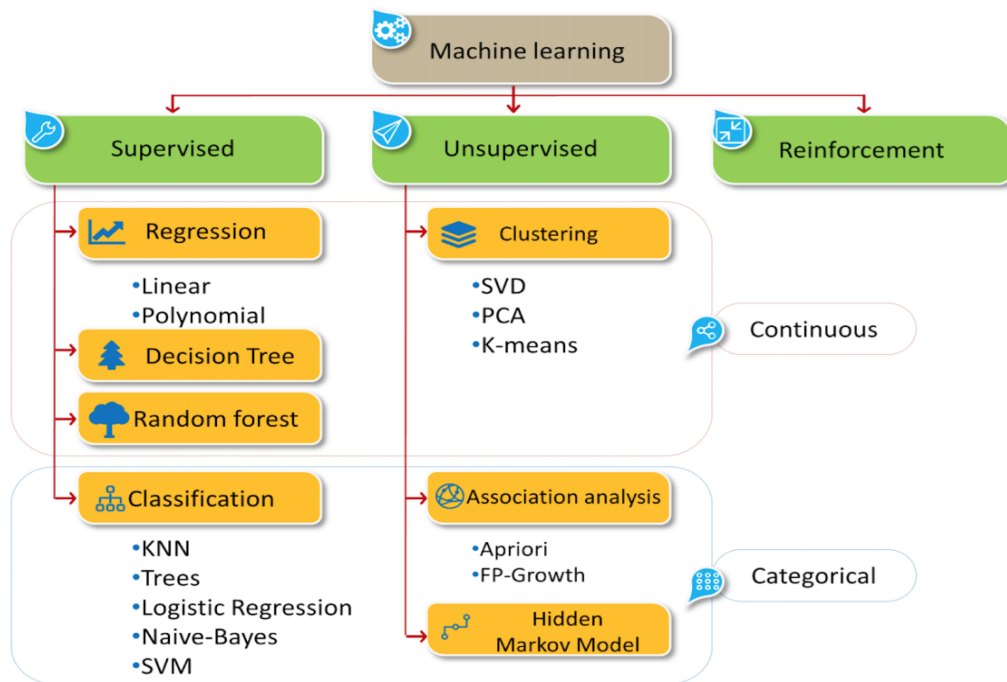 Machine learning
Supervised
Unsupervised
Reinforcement
Regression
•Linear
•Polynomial
Decision Tree
Random forest
Clustering
•SVD
•PCA
•K-means
Continuous
Classification
•KNN
•Trees
•Logistic Regression
•Naive-Bayes
•SVM
Association analysis
•Apriori
•FP-Growth
Hidden
Markov Model
Categorical